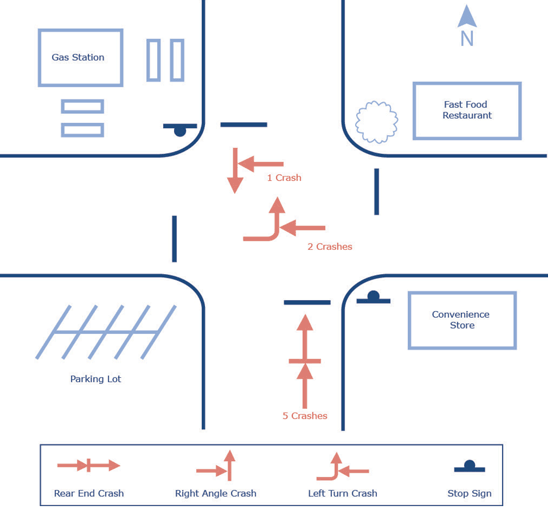 N
Gas Station
Fast Food
Restaurant
1 Crash
2 Crashes
Convenience
Store
Parking Lot
5 Crashes
Rear End Crash
Right Angle Crash
Left Turn Crash
Stop Sign